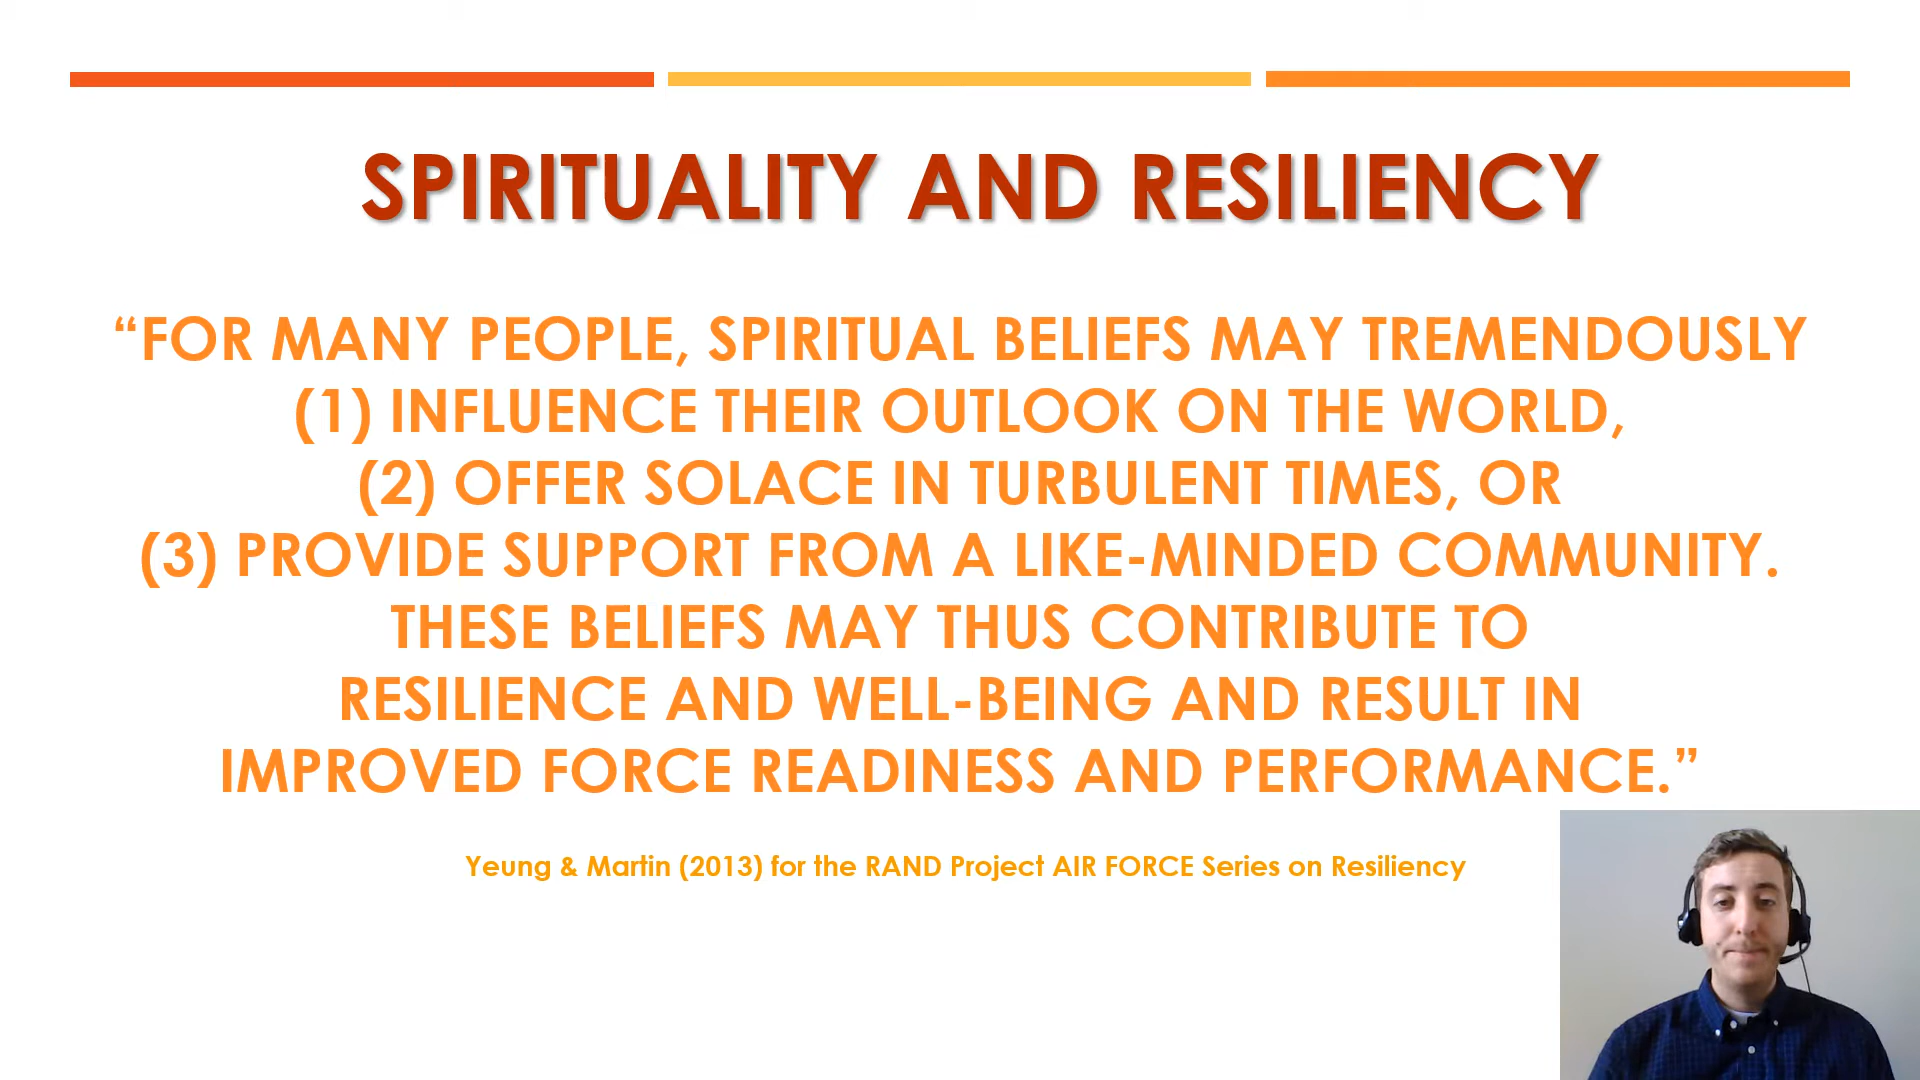 SPIRITUALITY AND RESILIENCY
“FOR MANY PEOPLE, SPIRITUAL BELIEFS MAY TREMENDOUSLY
(1) INFLUENCE THEIR OUTLOOK ON THE WORLD,
(2) OFFER SOLACE IN TURBULENT TIMES, OR
(3) PROVIDE SUPPORT FROM A LIKE-MINDED COMMUNITY.
THESE BELIEFS MAY THUS CONTRIBUTE TO
RESILIENCE AND WELL-BEING AND RESULT IN
IMPROVED FORCE READINESS AND PERFORMANCE.”
Yeung & Martin (2013) for the RAND Project AIR FORCE Series on Resiliency